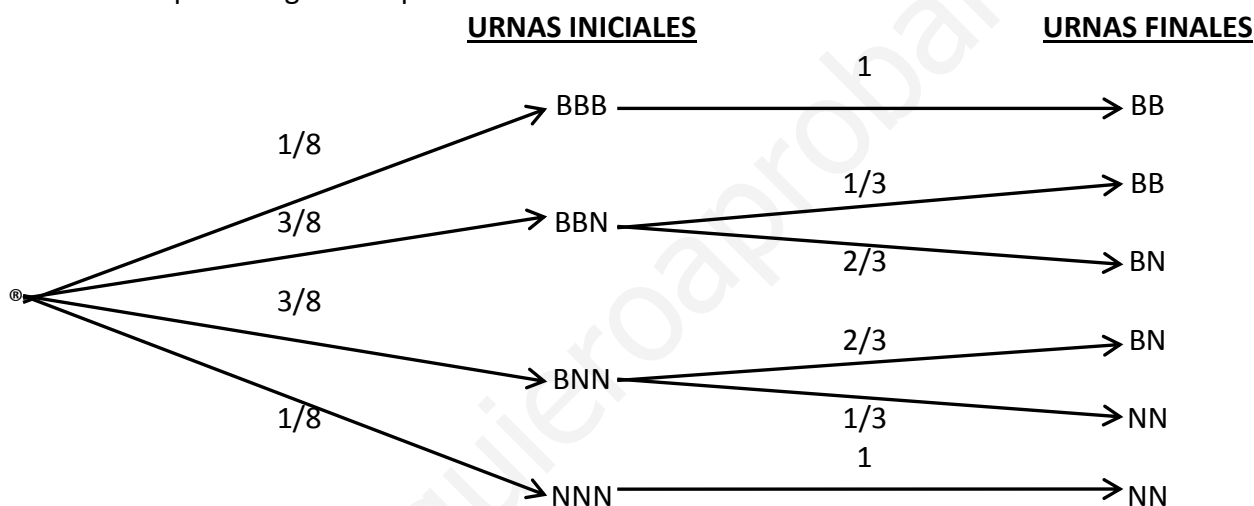 URNAS INICIALES URNAS FINALES
1
BBB BB
1/8
1/3 BB
3/8 BBN
2/3 BN
®
3/8
2/3 BN
BNN
1/8 1/3 NN
1
NNN NN